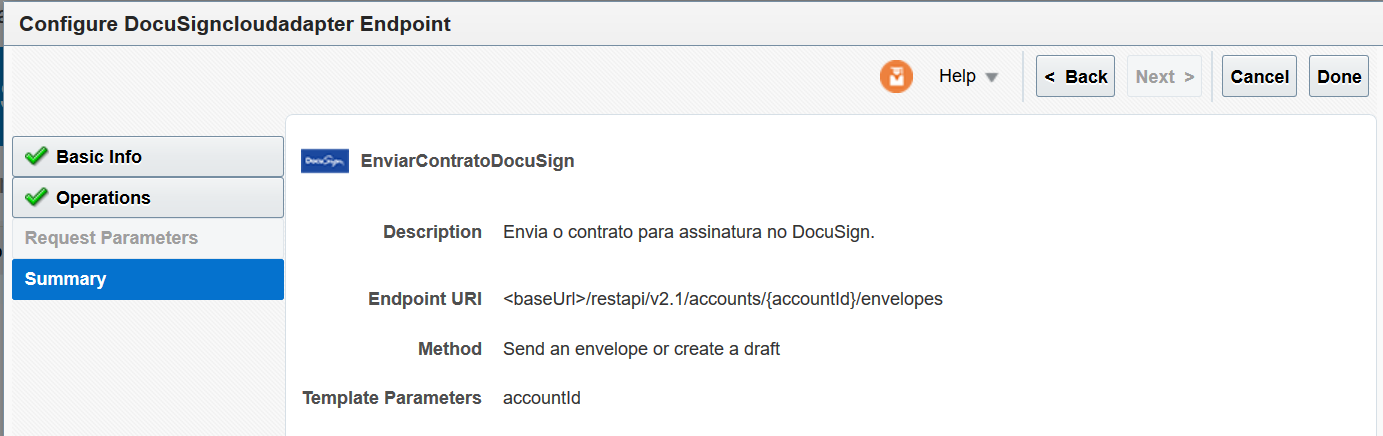 Configure DocuSigncloudadapter Endpoint
Help
< Back
Next >
Cancel
Done
Basic Info
Operations
Request Parameters
Summary
DocuSign EnviarContratoDocuSign
Description Envia o contrato para assinatura no DocuSign.
Endpoint URI <baseUrl>/restapi/v2.1/accounts/{accountId}/envelopes
Method Send an envelope or create a draft
Template Parameters accountId